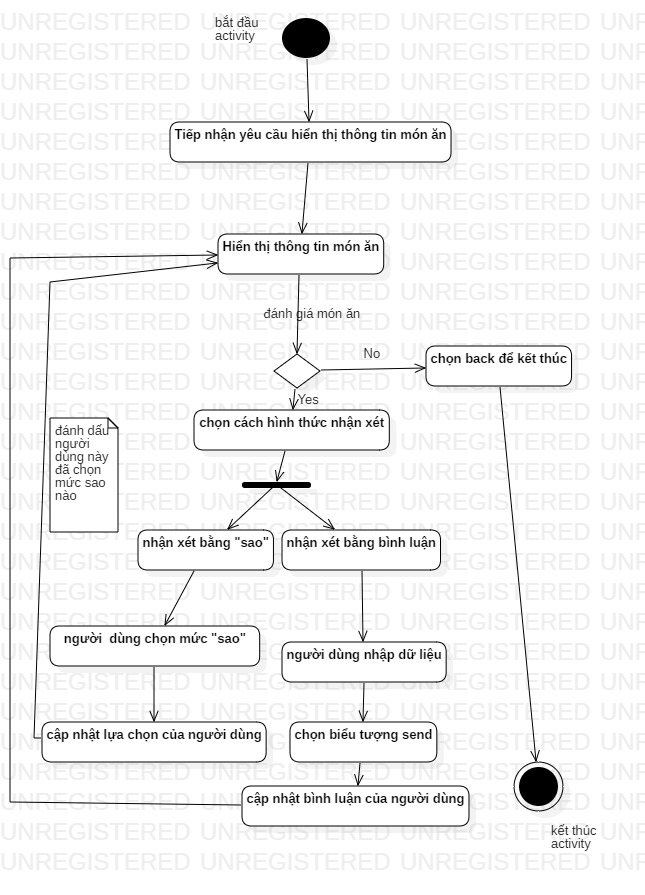 UNREGISTERED UNREGISTERED UNREGISTERED UNR
bắt đầu
activity
Tiếp nhận yêu cầu hiển thị thông tin món ăn
Hiển thị thông tin món ăn
đánh giá món ăn
No
chọn back để kết thúc
Yes
chọn cách hình thức nhận xét
đánh dấu
người
dùng này
đã chọn
mức sao
nào
nhận xét bằng "sao"
nhận xét bằng bình luận
người dùng chọn mức "sao"
người dùng nhập dữ liệu
cập nhật lựa chọn của người dùng
chọn biểu tượng send
cập nhật bình luận của người dùng
kết thúc
activity